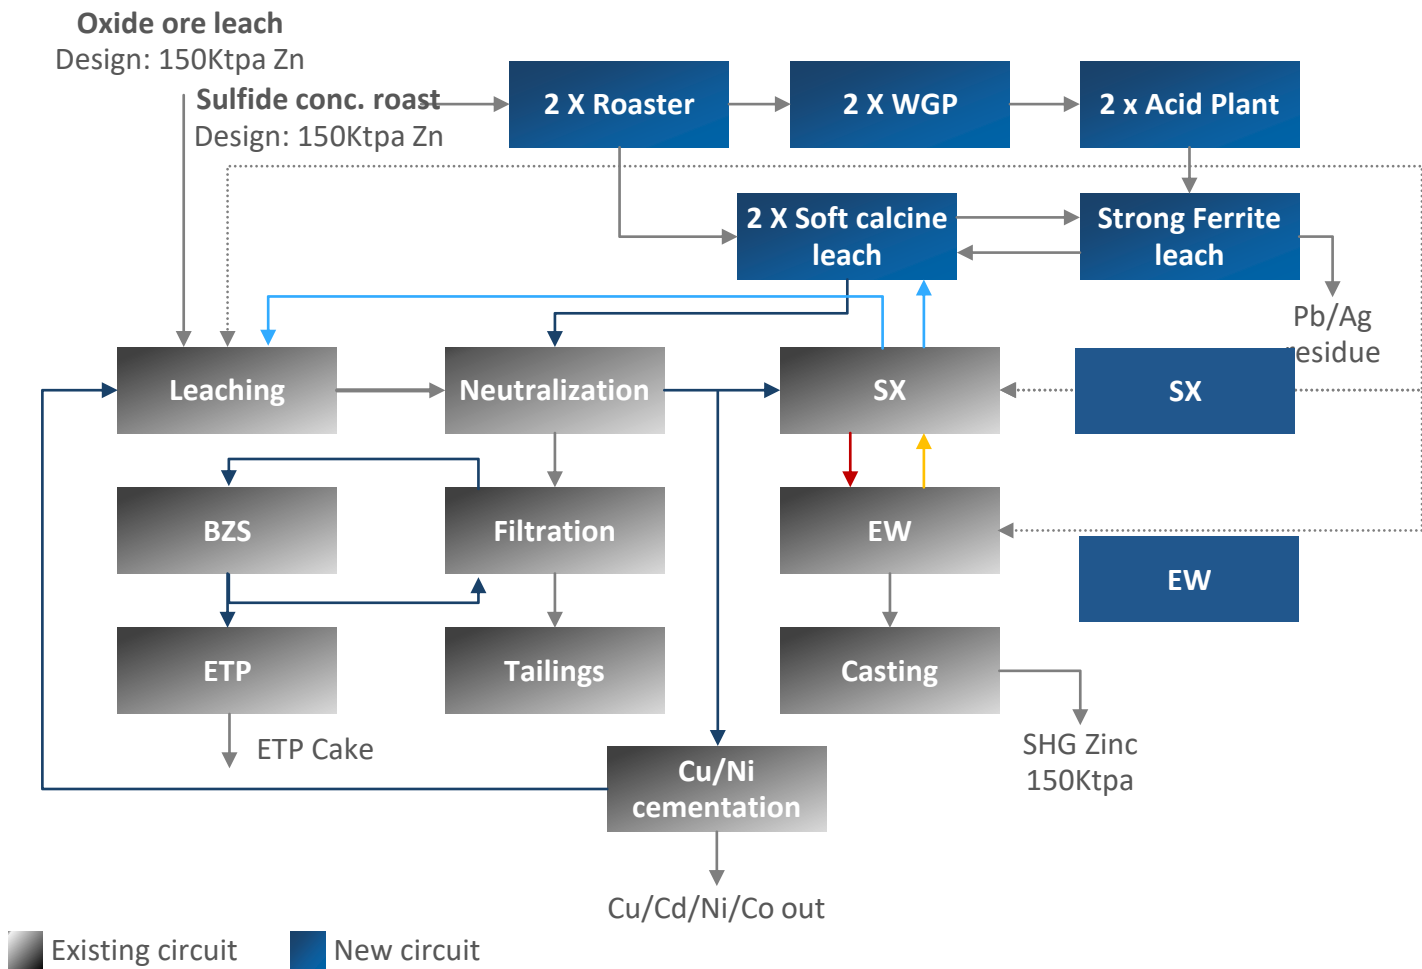 Oxide ore leach
Design: 150Ktpa Zn
Sulfide conc. roast
Design: 150Ktpa Zn
2 X Roaster
2 X WGP
2 x Acid Plant
2 X Soft calcine
leach
Strong Ferrite
leach
Pb/Ag
residue
Leaching
Neutralization
SX
SX
BZS
Filtration
EW
EW
ETP
Tailings
Casting
ETP Cake
SHG Zinc
150Ktpa
Cu/Ni
cementation
Cu/Cd/Ni/Co out
Existing circuit
New circuit